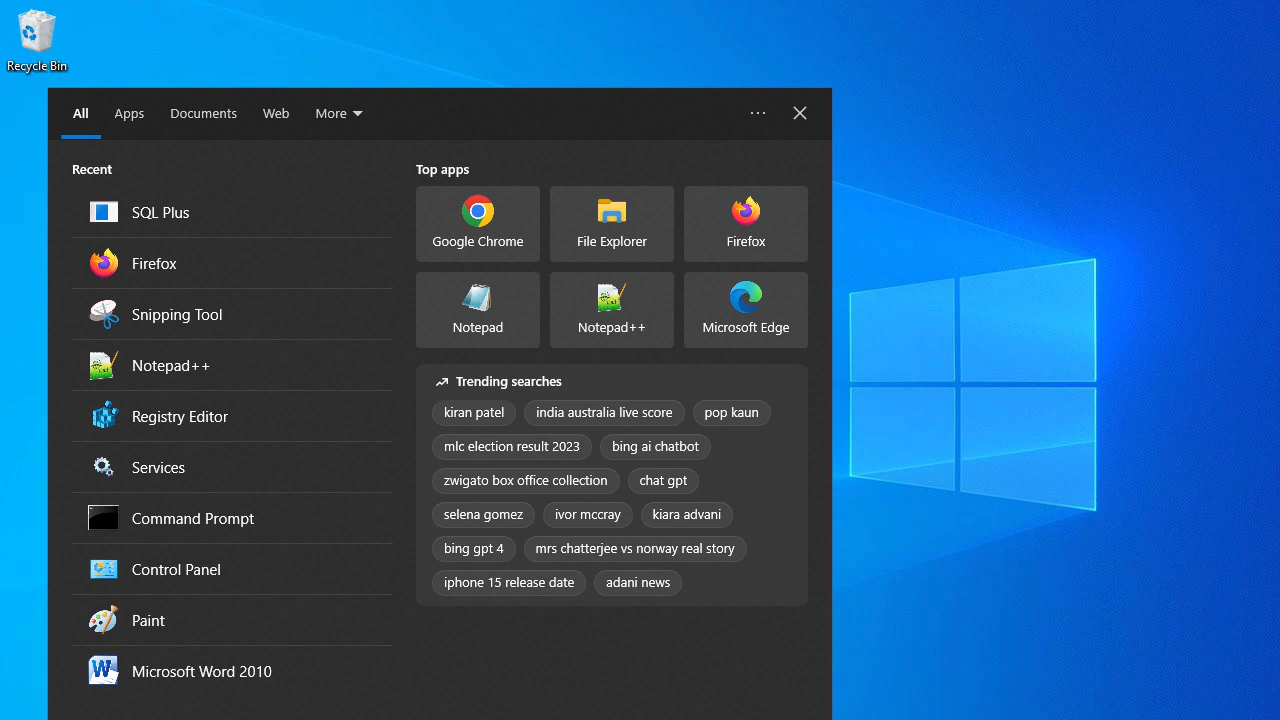 Recycle Bin
All Apps Documents Web More
Recent
SQL Plus
Firefox
Snipping Tool
Notepad++
Registry Editor
Services
Command Prompt
Control Panel
Paint
Microsoft Word 2010
Top apps
Google Chrome File Explorer Firefox
Notepad Notepad++ Microsoft Edge
Trending searches
kiran patel india australia live score pop kaun
mlc election result 2023 bing ai chatbot
zwigato box office collection chat gpt
selena gomez ivor mccray kiara advani
bing gpt 4 mrs chatterjee vs norway real story
iphone 15 release date adani news